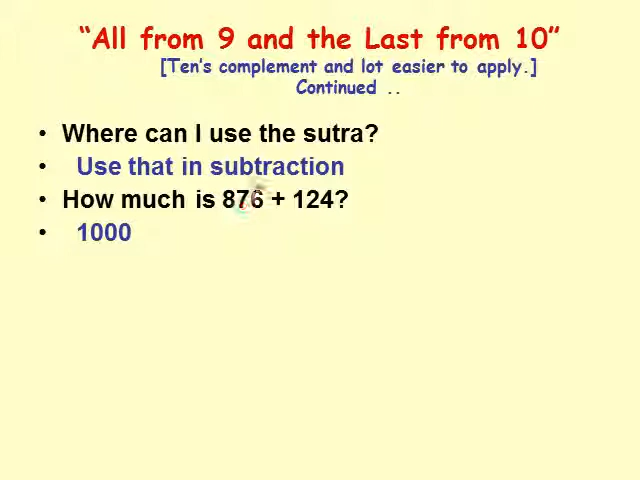 “All from 9 and the Last from 10”
[Ten's complement and lot easier to apply.]
Continued ..
• Where can I use the sutra?
• Use that in subtraction
• How much is 876 + 124?
• 1000